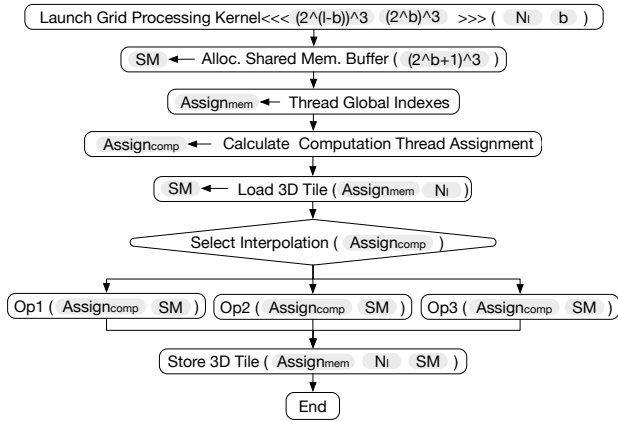 Launch Grid Processing Kernel<<< (2^(l-b))^3 (2^b)^3 >>> ( Nl b )
SM ← Alloc. Shared Mem. Buffer ( (2^b+1)^3 )
Assignmem ← Thread Global Indexes
Assigncomp ← Calculate Computation Thread Assignment
SM ← Load 3D Tile ( Assignmem Nl )
Select Interpolation ( Assigncomp )
Op1 ( Assigncomp SM ) Op2 ( Assigncomp SM ) Op3 ( Assigncomp SM )
Store 3D Tile ( Assignmem Nl SM )
End